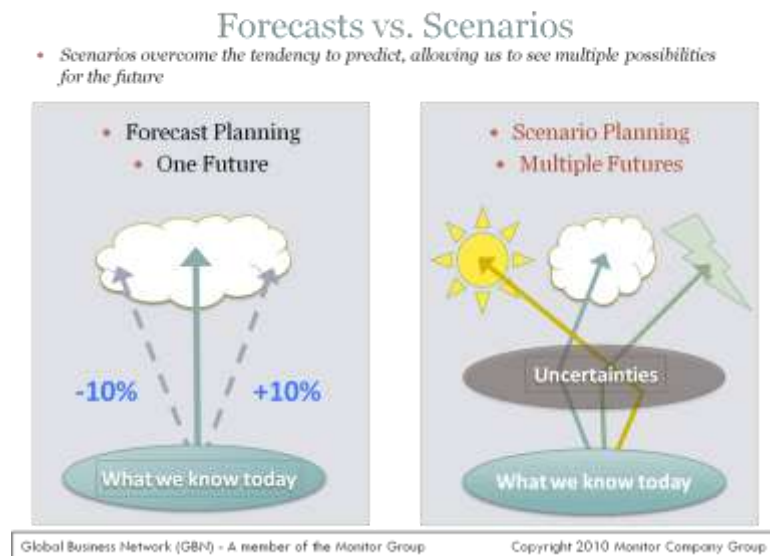 Forecasts vs. Scenarios
• Scenarios overcome the tendency to predict, allowing us to see multiple possibilities
for the future
• Forecast Planning
• One Future
-10%
+10%
What we know today
• Scenario Planning
• Multiple Futures
Uncertainties
What we know today
Global Business Network (GBN) - A member of the Monitor Group
Copyright 2010 Monitor Company Group